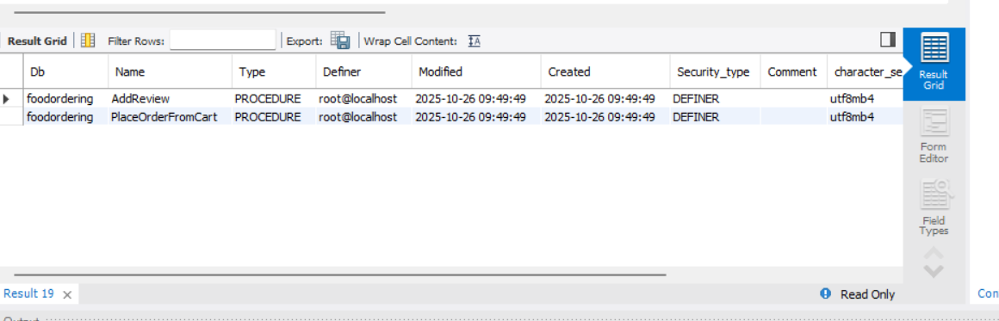 Result Grid Filter Rows: Export: Wrap Cell Content: IA
Db Name Type Definer Modified Created Security_type Comment character_se
foodordering AddReview PROCEDURE root@localhost 2025-10-26 09:49:49 2025-10-26 09:49:49 DEFINER utf8mb4
foodordering PlaceOrderFromCart PROCEDURE root@localhost 2025-10-26 09:49:49 2025-10-26 09:49:49 DEFINER utf8mb4
Result
Grid
Form
Editor
Field
Types
Result 19 Read Only
Con
Output